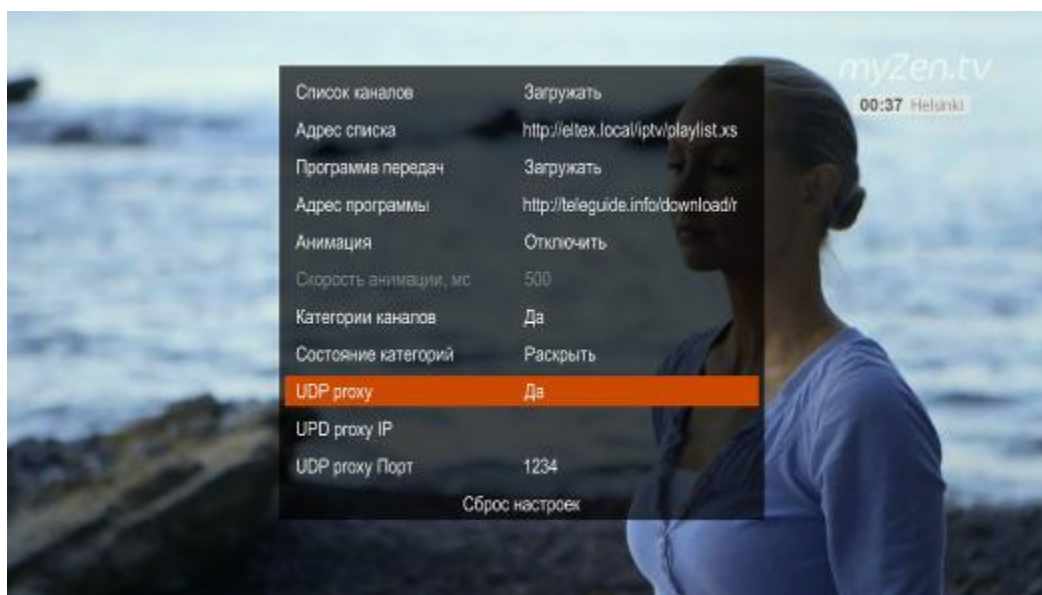 myZen.tv
00:37 Helsinki
Список каналов Загружать
Адрес списка http://eltex.local/iptv/playlist.xs
Программа передач Загружать
Адрес программы http://teleguide.info/download/r
Анимация Отключить
Скорость анимации, мс 500
Категории каналов Да
Состояние категорий Раскрыть
UDP proxy Да
UPD proxy IP
UDP proxy Порт 1234
Сброс настроек